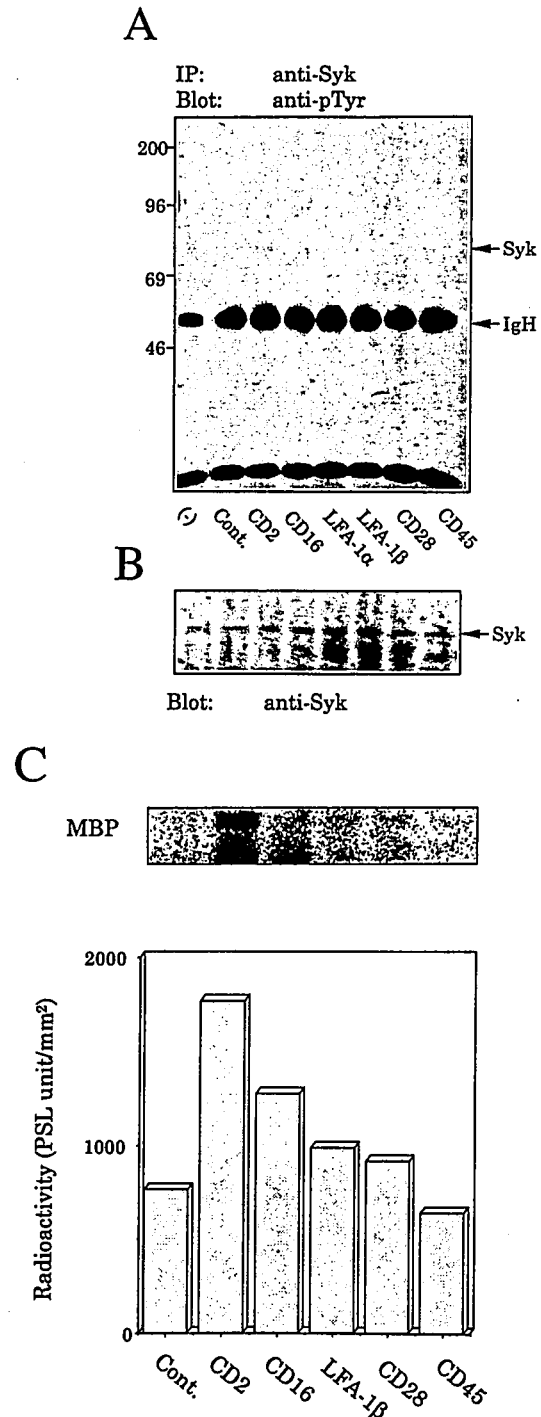 A
IP: anti-Syk
Blot: anti-pTyr
200
96
69
46
Syk
IgH
(-) Cont. CD2 CD16 LFA-1α LFA-1β CD28 CD45
B
Syk
Blot: anti-Syk
C
MBP
Radioactivity (PSL unit/mm²)
2000
1000
0
Cont. CD2 CD16 LFA-1β CD28 CD45